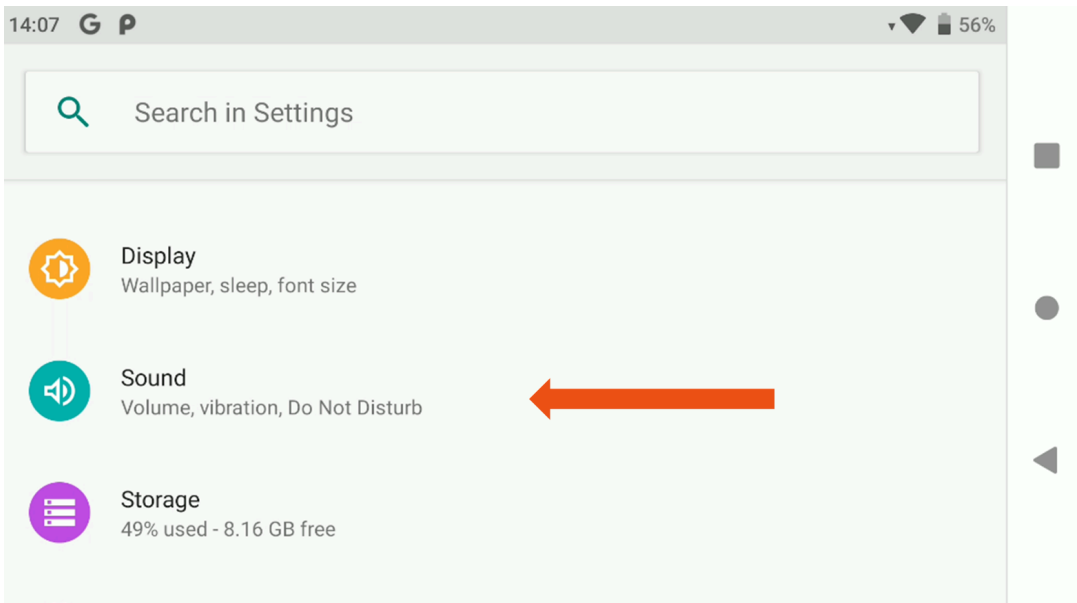 14:07 G P 56%
Search in Settings
Display
Wallpaper, sleep, font size
Sound
Volume, vibration, Do Not Disturb
Storage
49% used - 8.16 GB free